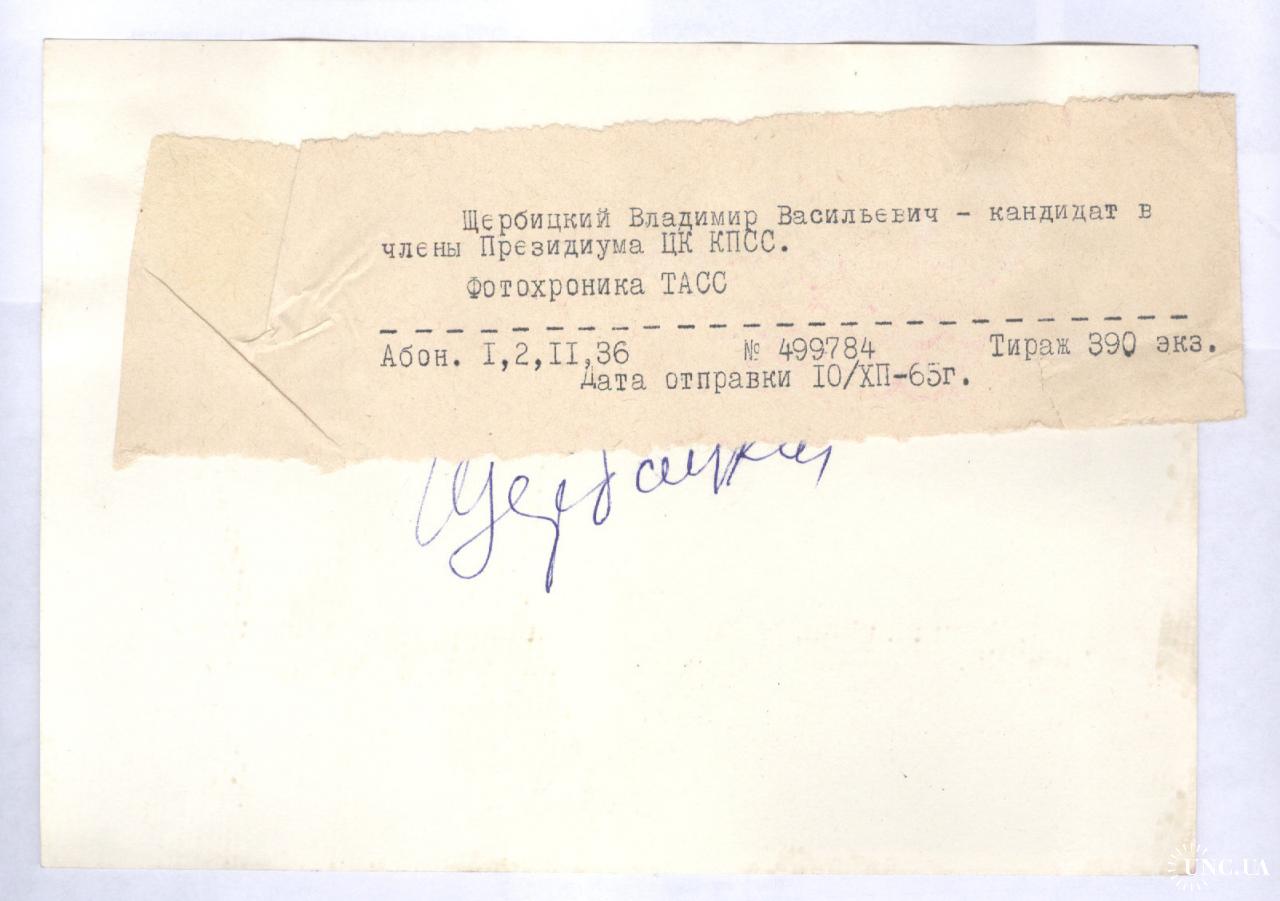 Щербицкий Владимир Васильевич - кандидат в
члены Президиума ЦК КПСС.
Фотохроника ТАСС
Абон. I,2,II,36 № 499784 Тираж 390 экз.
Дата отправки IO/ХП-65г.
Щербицкий
UNC.UA